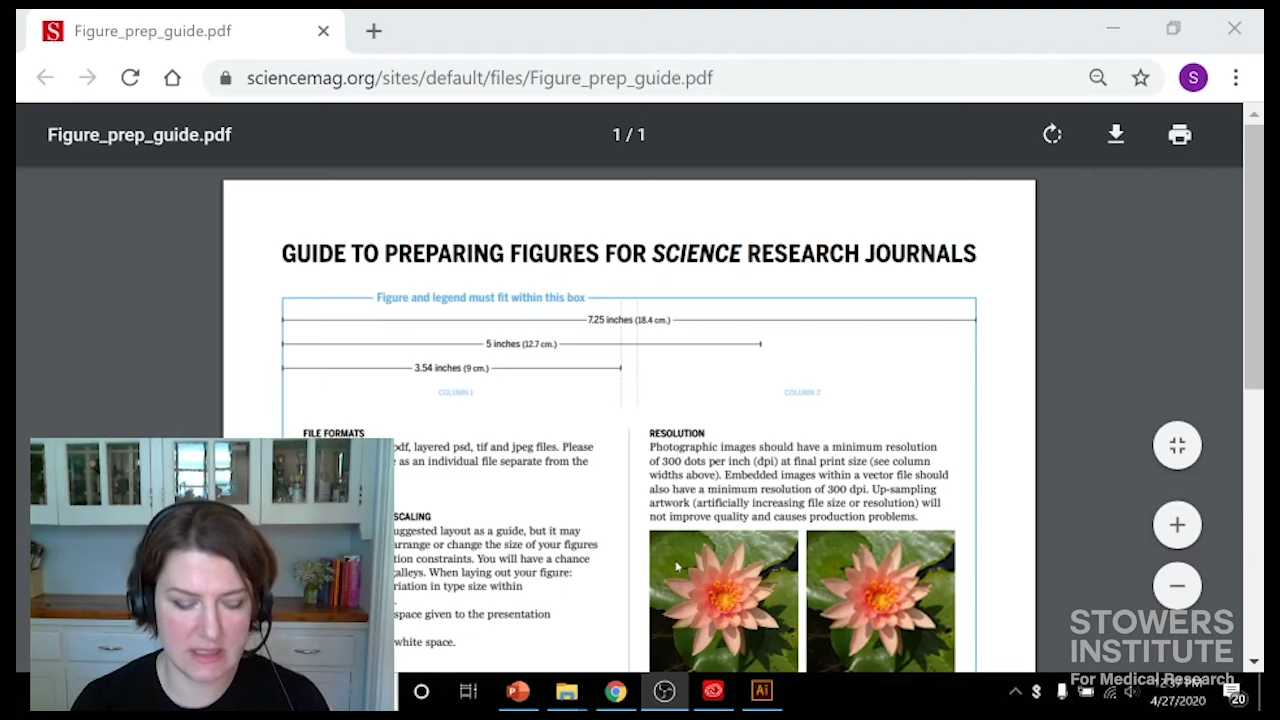 S
Figure_prep_guide.pdf
sciencemag.org/sites/default/files/Figure_prep_guide.pdf
S
Figure_prep_guide.pdf
1 / 1
GUIDE TO PREPARING FIGURES FOR SCIENCE RESEARCH JOURNALS
Figure and legend must fit within this box
7.25 inches (18.4 cm.)
5 inches (12.7 cm.)
3.54 inches (9 cm.)
COLUMN 1
COLUMN 2
FILE FORMATS
pdf, layered psd, tif and jpeg files. Please
as an individual file separate from the
SCALING
uggested layout as a guide, but it may
arrange or change the size of your figures
tion constraints. You will have a chance
alleys. When laying out your figure:
riation in type size within
.
space given to the presentation
white space.
RESOLUTION
Photographic images should have a minimum resolution
of 300 dots per inch (dpi) at final print size (see column
widths above). Embedded images within a vector file should
also have a minimum resolution of 300 dpi. Up-sampling
artwork (artificially increasing file size or resolution) will
not improve quality and causes production problems.
STOWERS
INSTITUTE
For Medical Research
P
Ai
4/27/2020
20